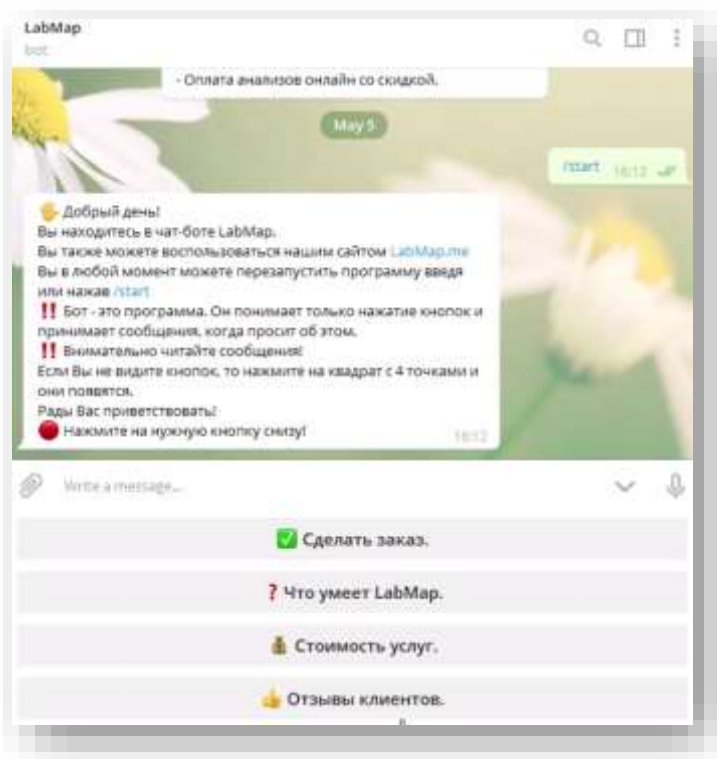 LabMap
bot
- Оплата анализов онлайн со скидкой.
May 5
/start 16:12
🖐 Добрый день!
Вы находитесь в чат-боте LabMap.
Вы также можете воспользоваться нашим сайтом LabMap.me
Вы в любой момент можете перезапустить программу введя
или нажав /start
‼️ Бот - это программа. Он понимает только нажатие кнопок и
принимает сообщения, когда просит об этом.
‼️ Внимательно читайте сообщения!
Если Вы не видите кнопок, то нажмите на квадрат с 4 точками и
они появятся.
Рады Вас приветствовать!
🔴 Нажмите на нужную кнопку снизу!
16:12
Write a message...
✅ Сделать заказ.
❓ Что умеет LabMap.
💰 Стоимость услуг.
👍 Отзывы клиентов.